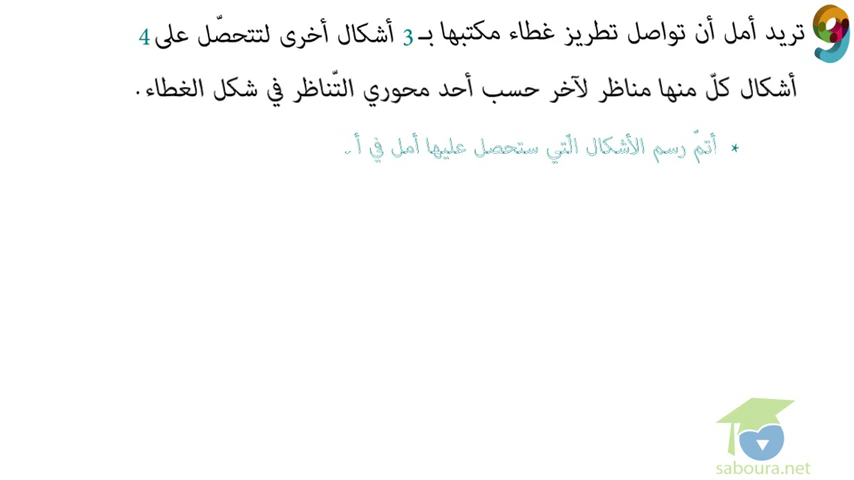 9 تريد أمل أن تواصل تطريز غطاء مكتبها بـ 3 أشكال أخرى لتتحصّل على 4
أشكال كلّ منها مناظر لآخر حسب أحد محوري التّناظر في شكل الغطاء.
* أتمّ رسم الأشكال الّتي ستحصل عليها أمل في أ..
saboura.net